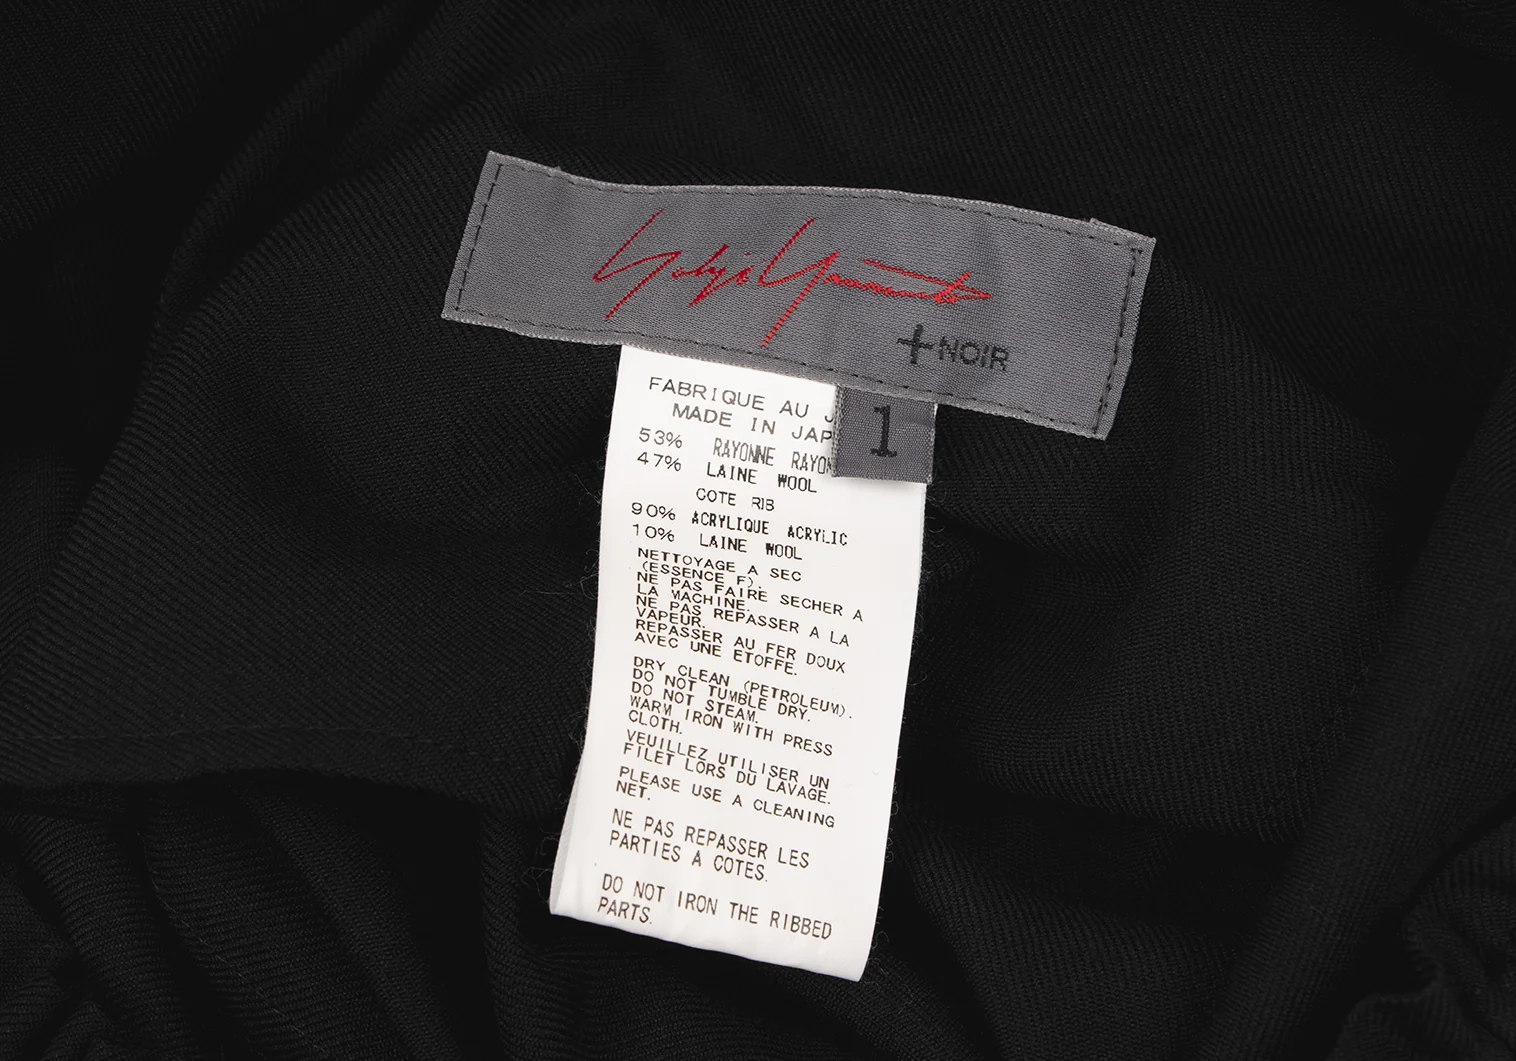 Yohji Yamamoto
+NOIR
1
FABRIQUE AU J
MADE IN JAP
53% RAYONNE RAYON
47% LAINE WOOL
COTE RIB
90% ACRYLIQUE ACRYLIC
10% LAINE WOOL
NETTOYAGE A SEC
(ESSENCE F).
NE PAS FAIRE SECHER A
LA MACHINE.
NE PAS REPASSER A LA
VAPEUR.
REPASSER AU FER DOUX
AVEC UNE ETOFFE.
DRY CLEAN (PETROLEUM).
DO NOT TUMBLE DRY.
DO NOT STEAM.
WARM IRON WITH PRESS
CLOTH.
VEUILLEZ UTILISER UN
FILET LORS DU LAVAGE.
PLEASE USE A CLEANING
NET.
NE PAS REPASSER LES
PARTIES A COTES.
DO NOT IRON THE RIBBED
PARTS.